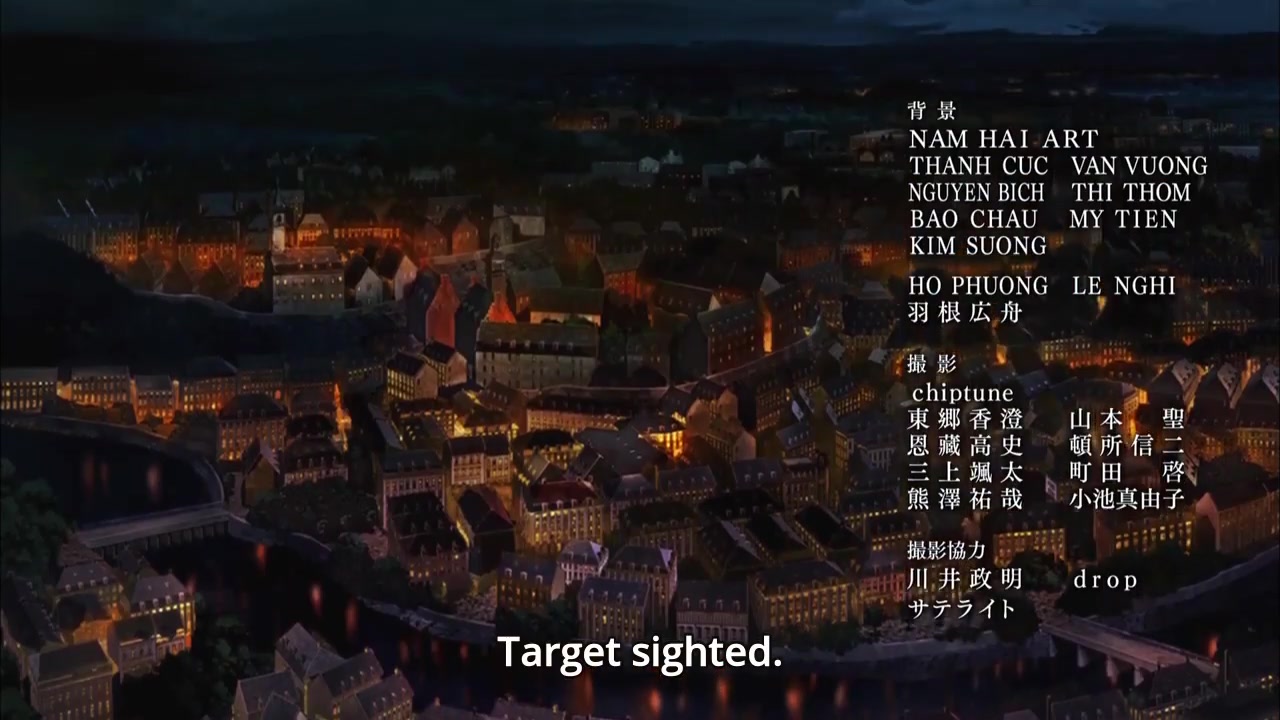 背景
NAM HAI ART
THANH CUC VAN VUONG
NGUYEN BICH THI THOM
BAO CHAU MY TIEN
KIM SUONG
HO PHUONG LE NGHI
羽根広舟
撮影
chiptune
東郷香澄 山本 聖
恩藏高史 頓所信二
三上颯太 町田 啓
熊澤祐哉 小池真由子
撮影協力
川井政明 drop
サテライト
Target sighted.